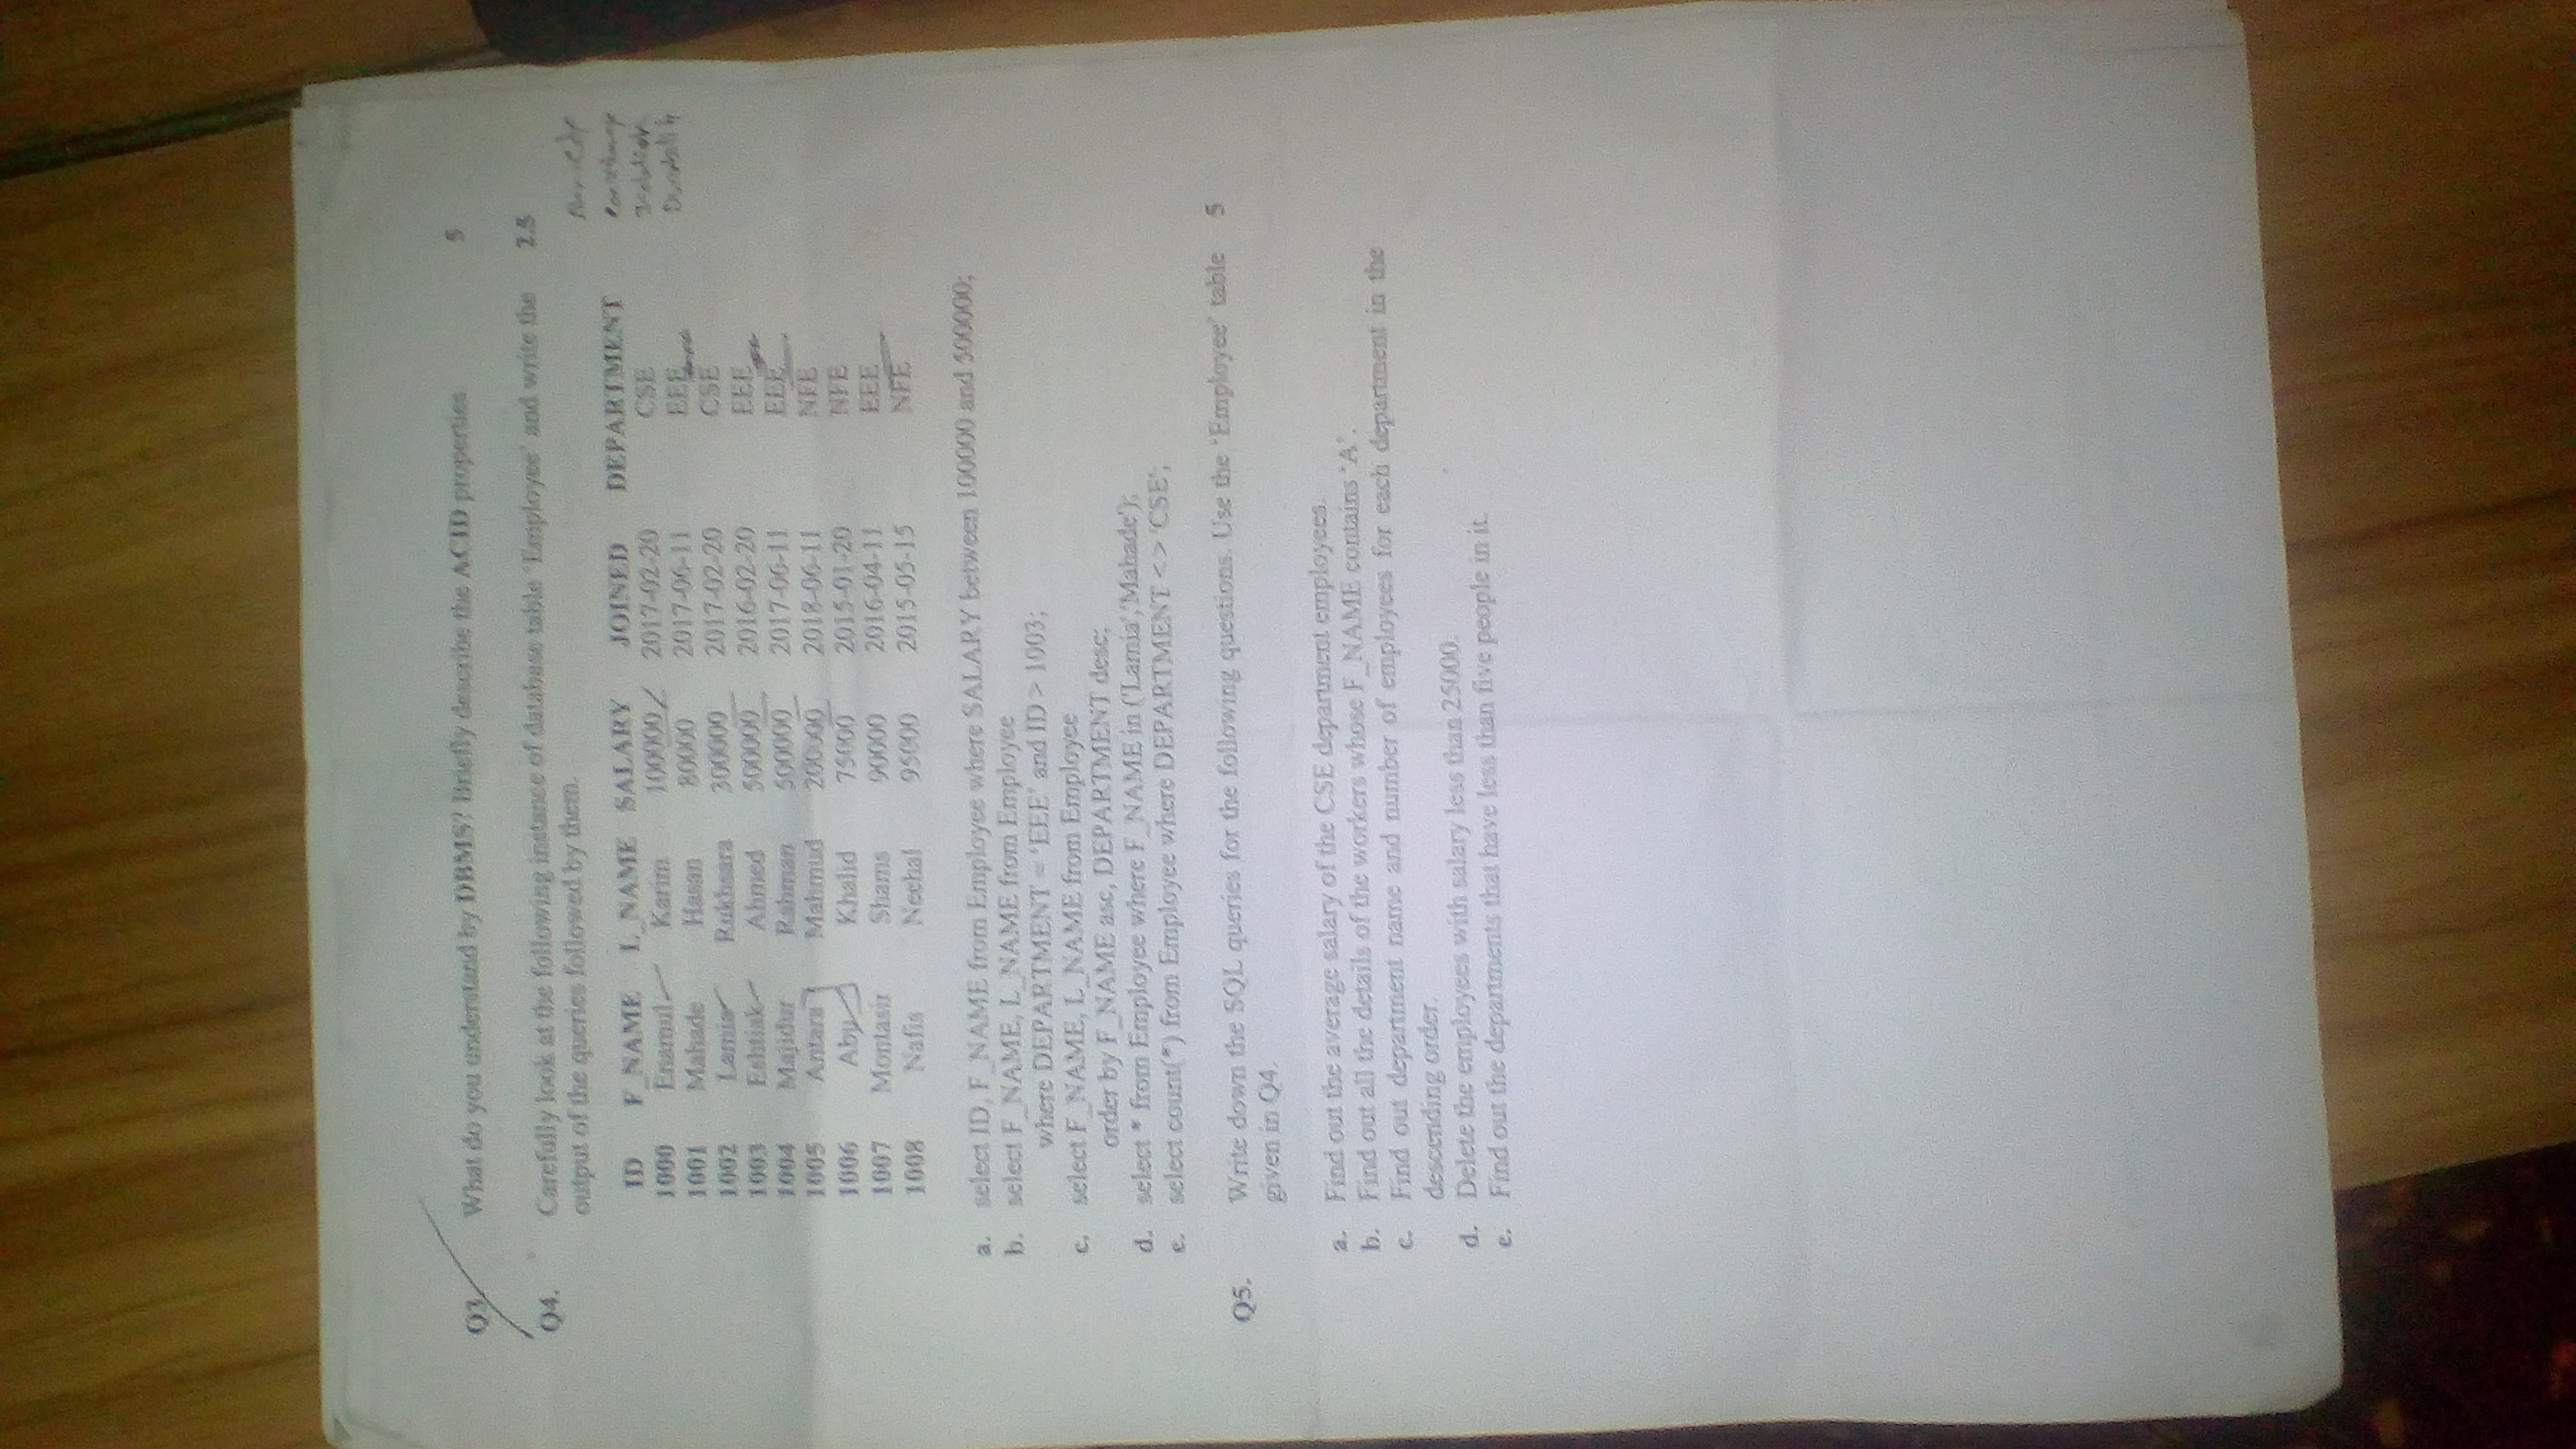 Q3. What do you understand by DBMS? Briefly describe the ACID properties. 5
Q4. Carefully look at the following instance of database table 'Employee' and write the 2.5
output of the queries followed by them.
ID F_NAME L_NAME SALARY JOINED DEPARTMENT
1000 Enamul Karim 100000 2017-02-20 CSE
1001 Mahade Hasan 80000 2017-06-11 EEE
1002 Lamia Rukhsara 300000 2017-02-20 CSE
1003 Eshtiak Ahmed 500000 2016-02-20 EEE
1004 Majidur Rahman 500000 2017-06-11 EEE
1005 Antara Mahmud 200000 2018-06-11 NFE
1006 Abu Khalid 75000 2015-01-20 NFE
1007 Montasir Shams 90000 2016-04-11 EEE
1008 Nafis Neehal 95000 2015-05-15 NFE
a. select ID, F_NAME from Employee where SALARY between 100000 and 500000;
b. select F_NAME, L_NAME from Employee
where DEPARTMENT = 'EEE' and ID > 1003;
c. select F_NAME, L_NAME from Employee
order by F_NAME asc, DEPARTMENT desc;
d. select * from Employee where F_NAME in ('Lamia','Mahade');
e. select count(*) from Employee where DEPARTMENT <> 'CSE';
Q5. Write down the SQL queries for the following questions. Use the 'Employee' table 5
given in Q4.
a. Find out the average salary of the CSE department employees.
b. Find out all the details of the workers whose F_NAME contains 'A'.
c. Find out department name and number of employees for each department in the
descending order.
d. Delete the employees with salary less than 25000.
e. Find out the departments that have less than five people in it.